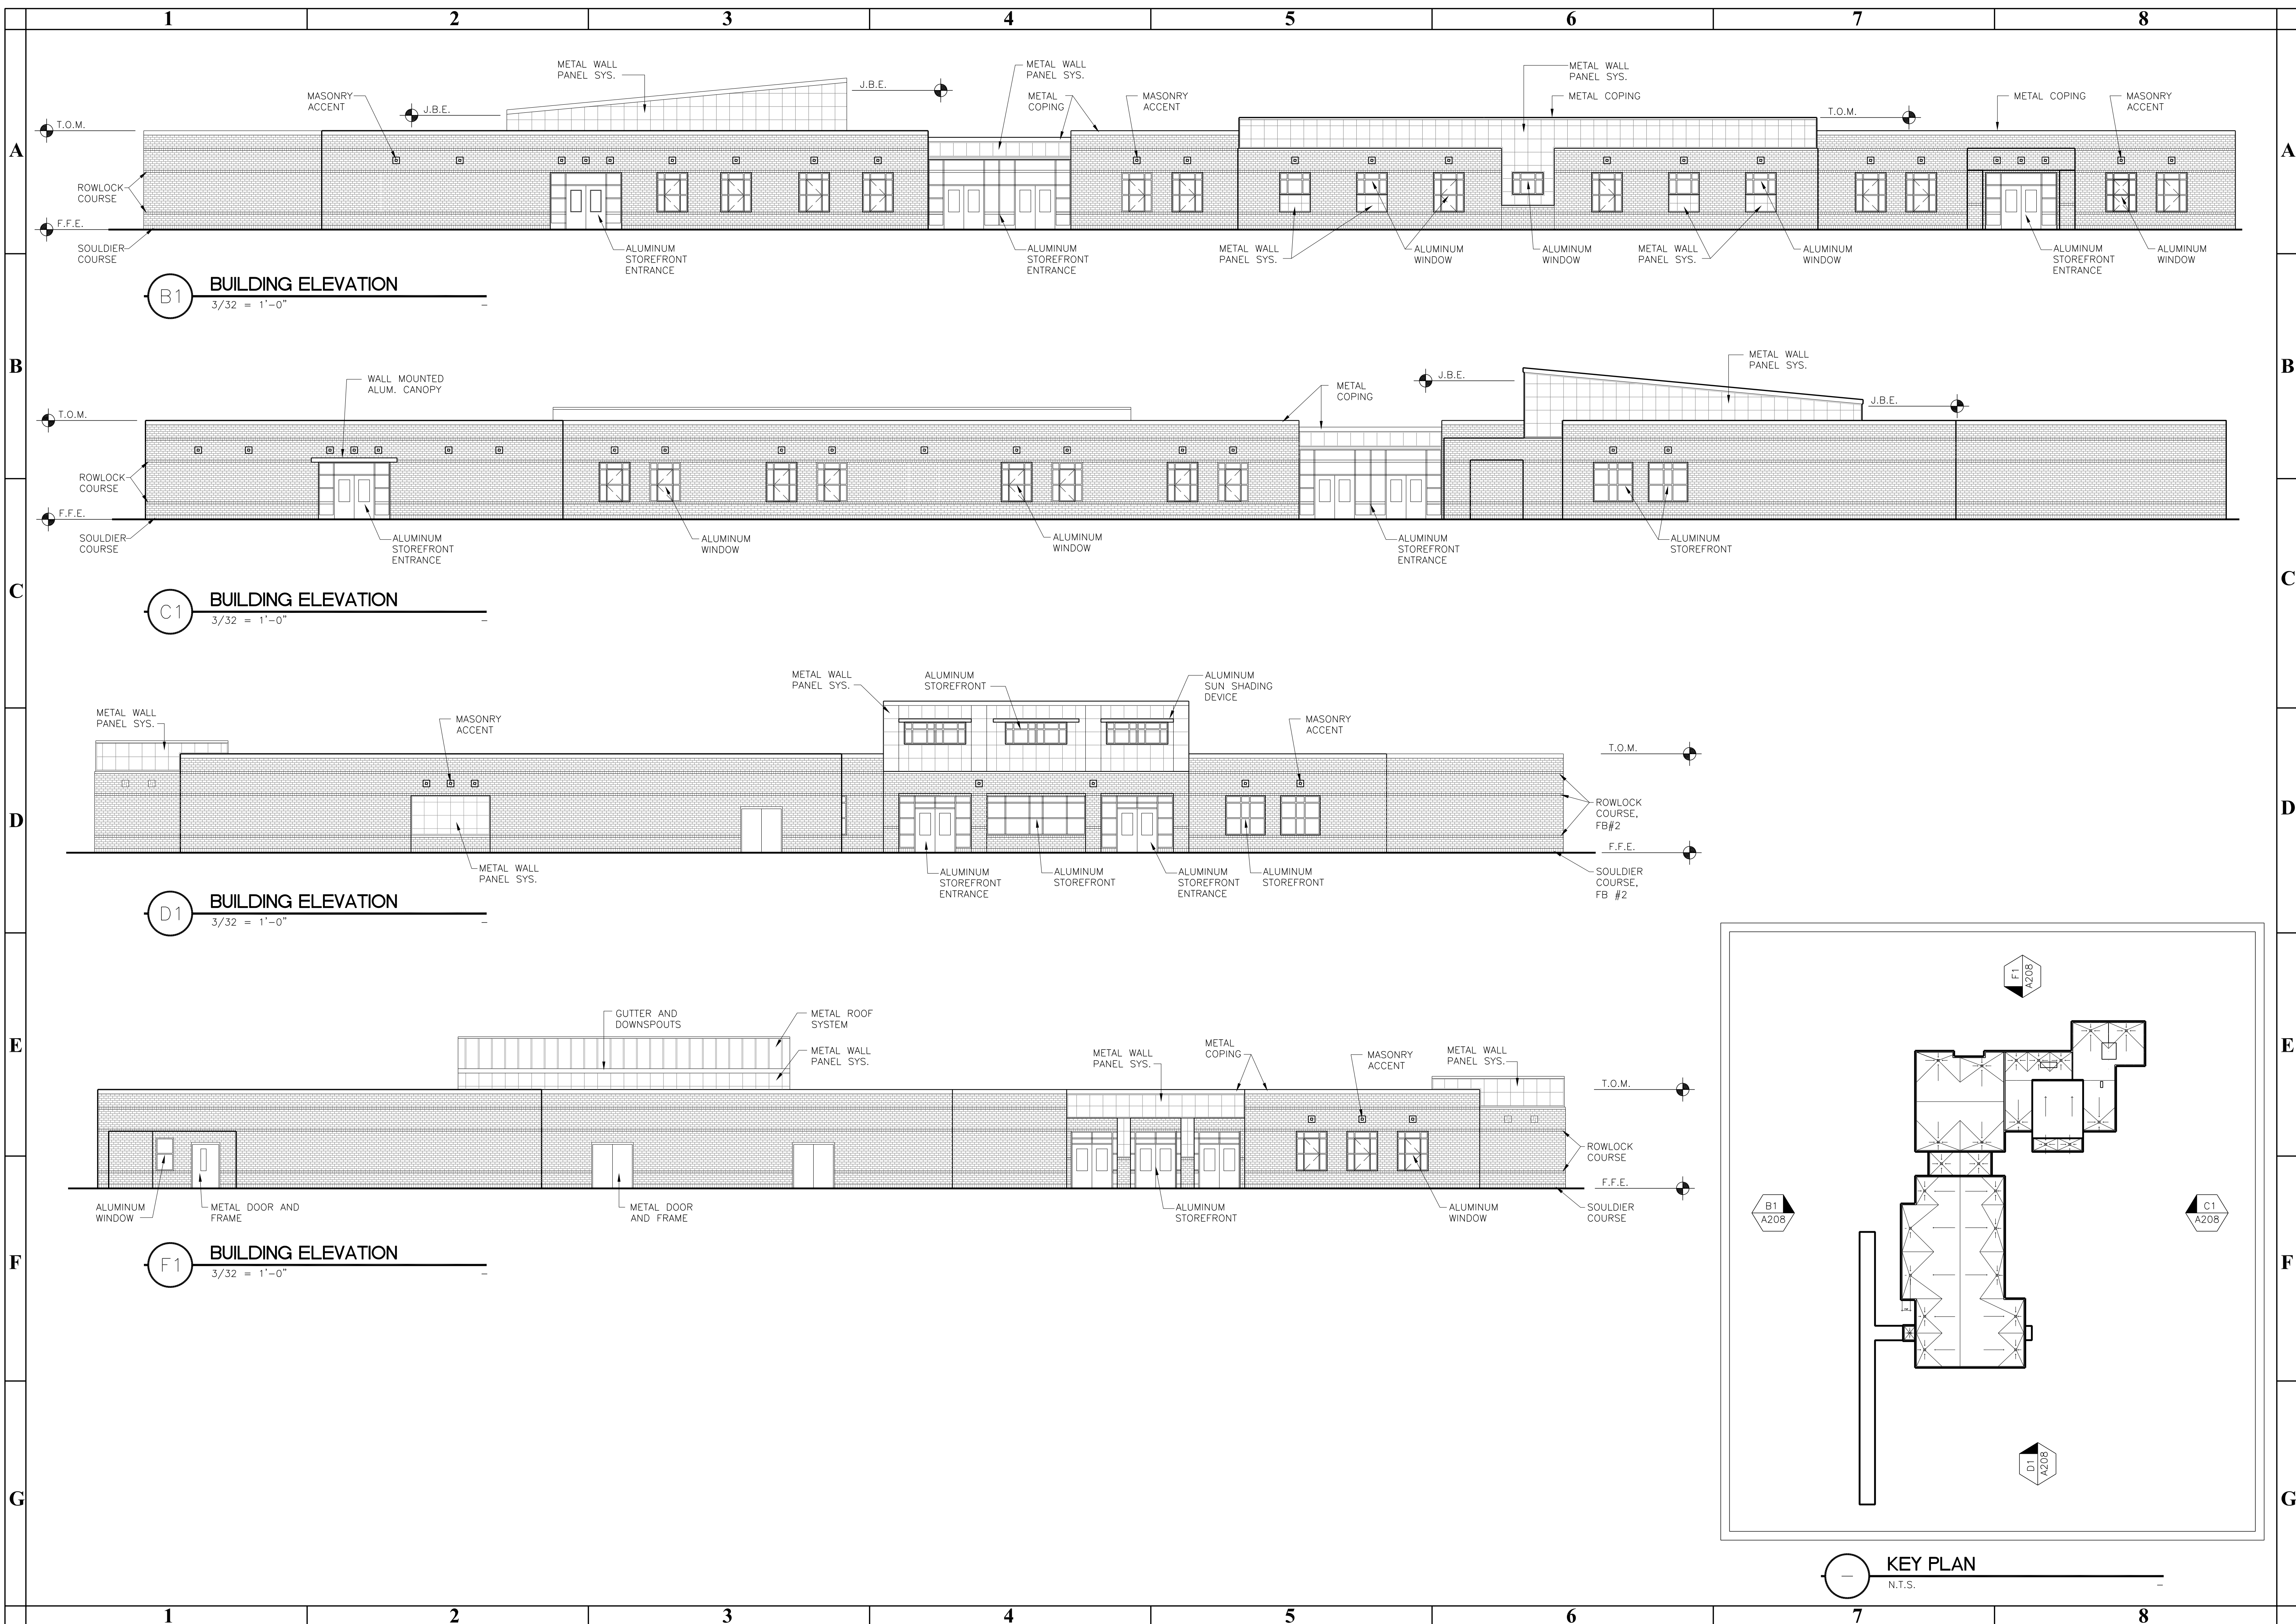 1 2 3 4 5 6 7 8
A
A
METAL WALL
PANEL SYS.
MASONRY
ACCENT
J.B.E.
J.B.E.
METAL WALL
PANEL SYS.
METAL
COPING
MASONRY
ACCENT
METAL WALL
PANEL SYS.
METAL COPING
T.O.M.
METAL COPING
MASONRY
ACCENT
T.O.M.
ROWLOCK
COURSE
F.F.E.
SOULDIER
COURSE
ALUMINUM
STOREFRONT
ENTRANCE
ALUMINUM
STOREFRONT
ENTRANCE
METAL WALL
PANEL SYS.
ALUMINUM
WINDOW
ALUMINUM
WINDOW
METAL WALL
PANEL SYS.
ALUMINUM
WINDOW
ALUMINUM
STOREFRONT
ENTRANCE
ALUMINUM
WINDOW
B1
BUILDING ELEVATION
3/32 = 1'-0"
–
B
B
WALL MOUNTED
ALUM. CANOPY
METAL
COPING
J.B.E.
METAL WALL
PANEL SYS.
J.B.E.
T.O.M.
ROWLOCK
COURSE
F.F.E.
SOULDIER
COURSE
ALUMINUM
STOREFRONT
ENTRANCE
ALUMINUM
WINDOW
ALUMINUM
WINDOW
ALUMINUM
STOREFRONT
ENTRANCE
ALUMINUM
STOREFRONT
C
C
C1
BUILDING ELEVATION
3/32 = 1'-0"
–
METAL WALL
PANEL SYS.
MASONRY
ACCENT
METAL WALL
PANEL SYS.
ALUMINUM
STOREFRONT
ALUMINUM
SUN SHADING
DEVICE
MASONRY
ACCENT
T.O.M.
ROWLOCK
COURSE,
FB#2
F.F.E.
SOULDIER
COURSE,
FB #2
METAL WALL
PANEL SYS.
ALUMINUM
STOREFRONT
ENTRANCE
ALUMINUM
STOREFRONT
ALUMINUM
STOREFRONT
ENTRANCE
ALUMINUM
STOREFRONT
D
D
D1
BUILDING ELEVATION
3/32 = 1'-0"
–
GUTTER AND
DOWNSPOUTS
METAL ROOF
SYSTEM
METAL WALL
PANEL SYS.
METAL WALL
PANEL SYS.
METAL
COPING
MASONRY
ACCENT
METAL WALL
PANEL SYS.
T.O.M.
ROWLOCK
COURSE
F.F.E.
SOULDIER
COURSE
ALUMINUM
WINDOW
METAL DOOR AND
FRAME
METAL DOOR
AND FRAME
ALUMINUM
STOREFRONT
ALUMINUM
WINDOW
E
E
F1
BUILDING ELEVATION
3/32 = 1'-0"
–
F
F
F1
A208
B1
A208
C1
A208
D1
A208
G
G
–
KEY PLAN
N.T.S.
–
1 2 3 4 5 6 7 8